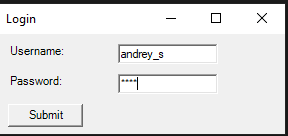 Login
Username: andrey_s
Password: ****
Submit